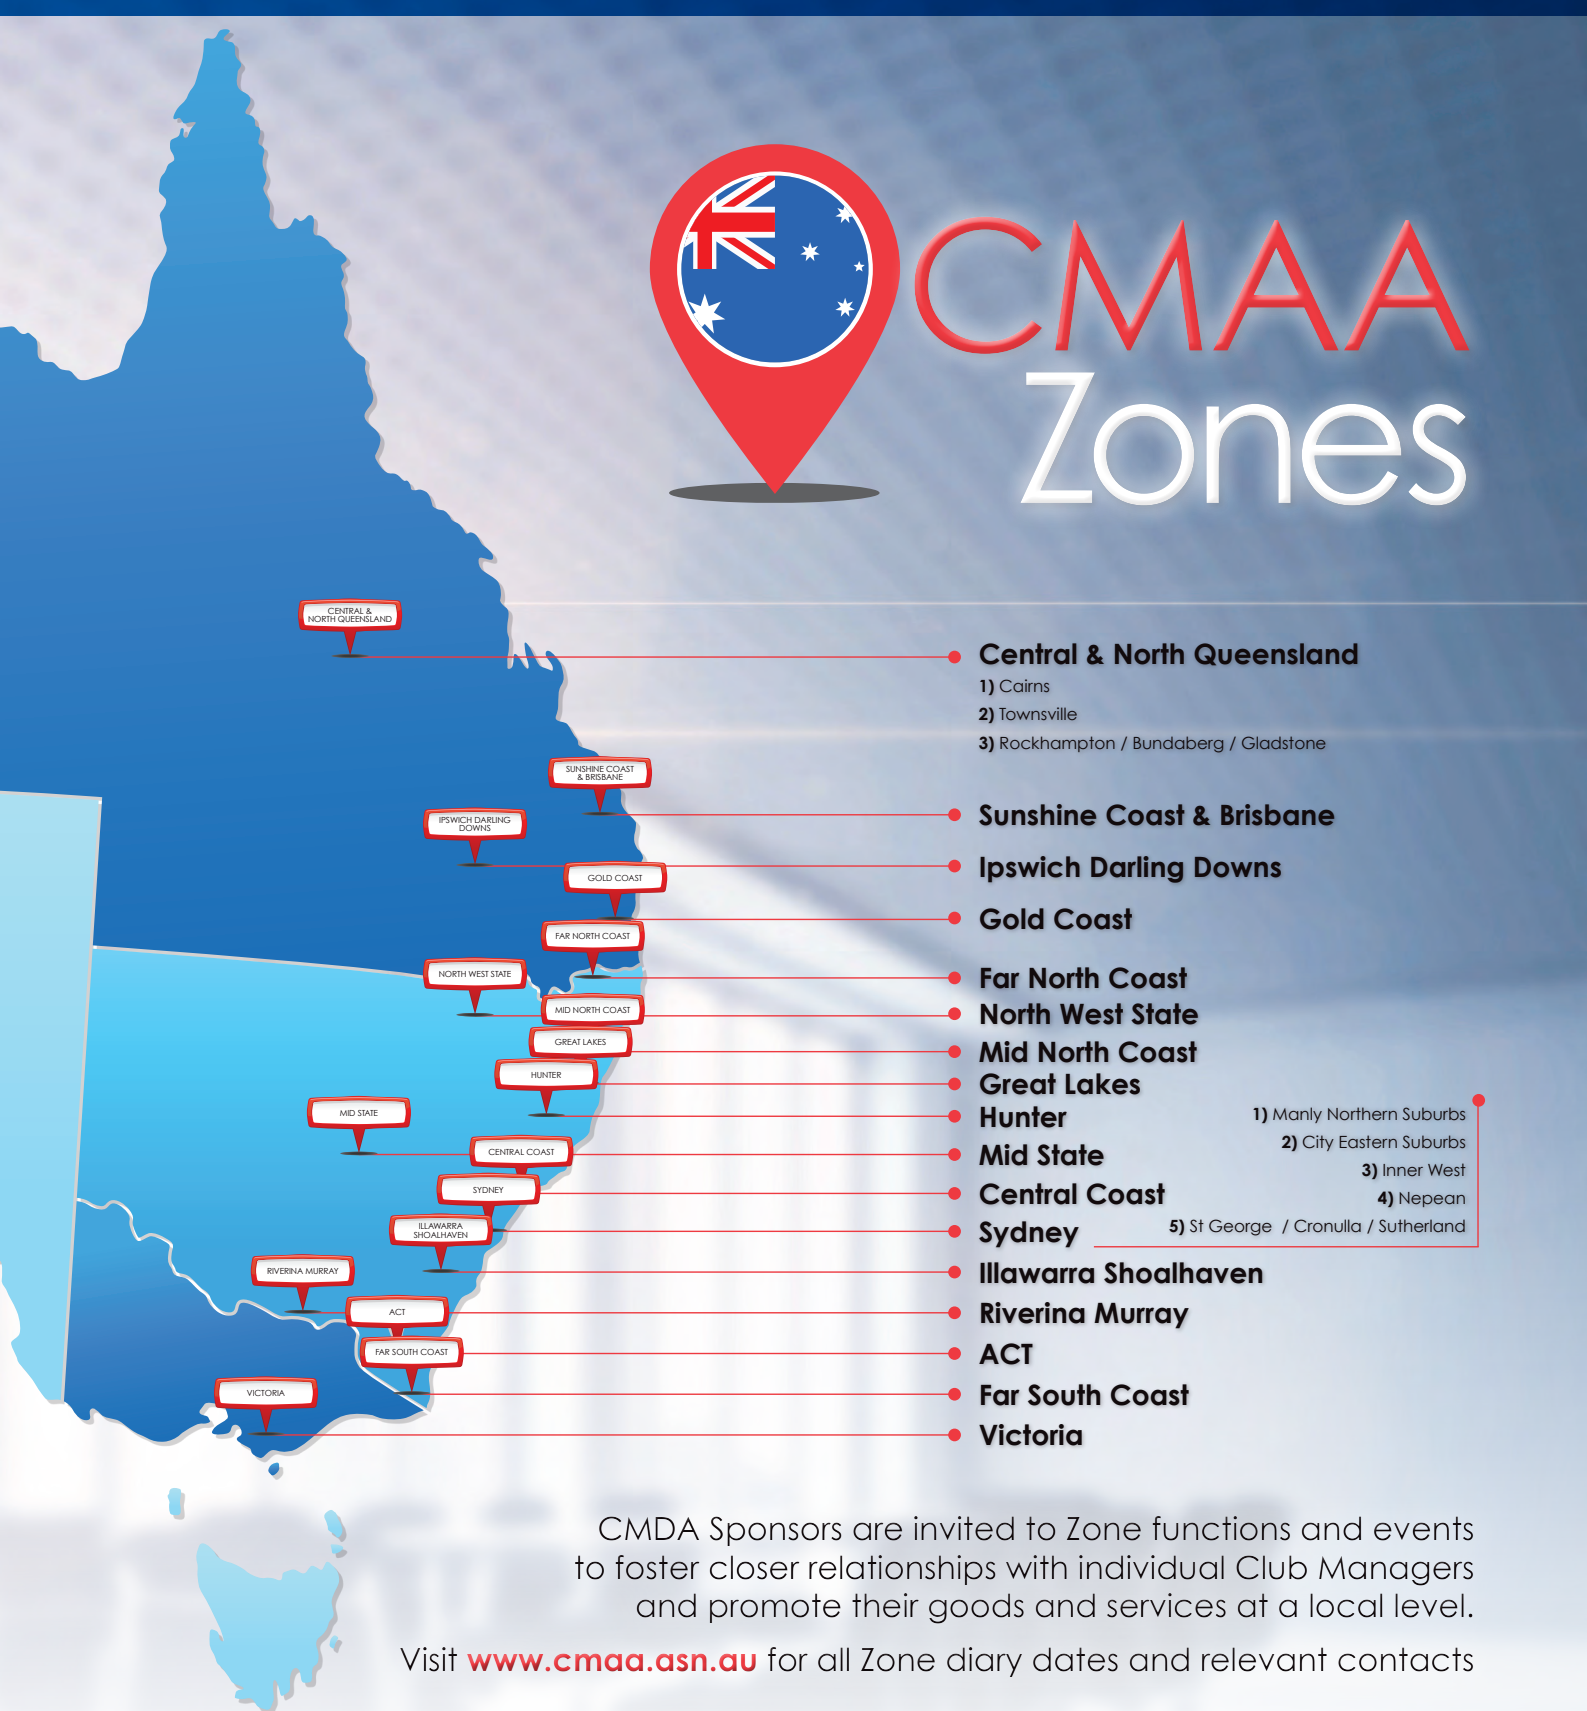 CMAA
Zones
CENTRAL &
NORTH QUEENSLAND
SUNSHINE COAST
& BRISBANE
IPSWICH DARLING
DOWNS
GOLD COAST
FAR NORTH COAST
NORTH WEST STATE
MID NORTH COAST
GREAT LAKES
HUNTER
MID STATE
CENTRAL COAST
SYDNEY
ILLAWARRA
SHOALHAVEN
RIVERINA MURRAY
ACT
FAR SOUTH COAST
VICTORIA
Central & North Queensland
1) Cairns
2) Townsville
3) Rockhampton / Bundaberg / Gladstone
Sunshine Coast & Brisbane
Ipswich Darling Downs
Gold Coast
Far North Coast
North West State
Mid North Coast
Great Lakes
Hunter
Mid State
Central Coast
Sydney
1) Manly Northern Suburbs
2) City Eastern Suburbs
3) Inner West
4) Nepean
5) St George / Cronulla / Sutherland
Illawarra Shoalhaven
Riverina Murray
ACT
Far South Coast
Victoria
CMDA Sponsors are invited to Zone functions and events
to foster closer relationships with individual Club Managers
and promote their goods and services at a local level.
Visit www.cmaa.asn.au for all Zone diary dates and relevant contacts